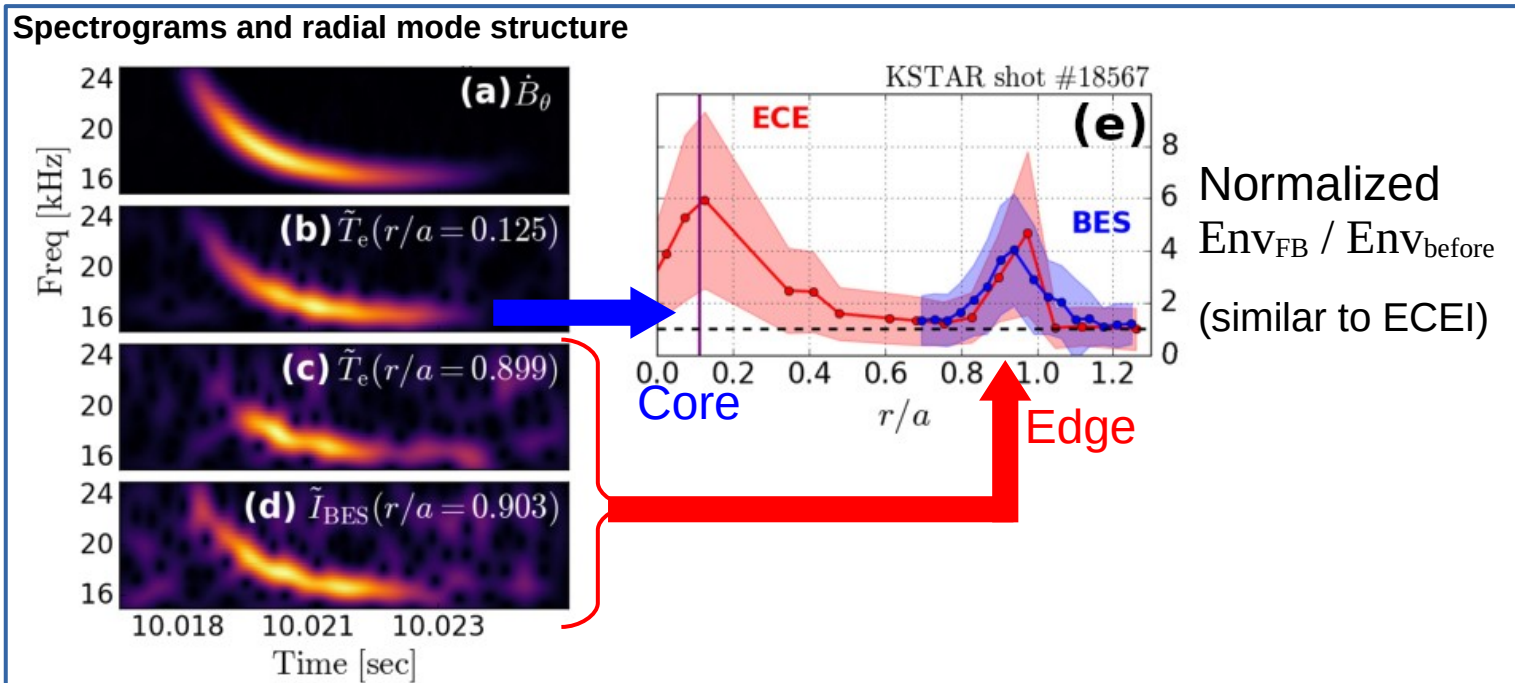 Spectrograms and radial mode structure
24
20
16
(a) Ḃθ
24
20
16
(b) T̃e(r/a = 0.125)
24
20
16
(c) T̃e(r/a = 0.899)
24
20
16
(d) ĨBES(r/a = 0.903)
Freq [kHz]
10.018 10.021 10.023
Time [sec]
KSTAR shot #18567
ECE
(e)
BES
8
6
4
2
0
0.0 0.2 0.4 0.6 0.8 1.0 1.2
r/a
Core
Edge
Normalized
EnvFB / Envbefore
(similar to ECEI)